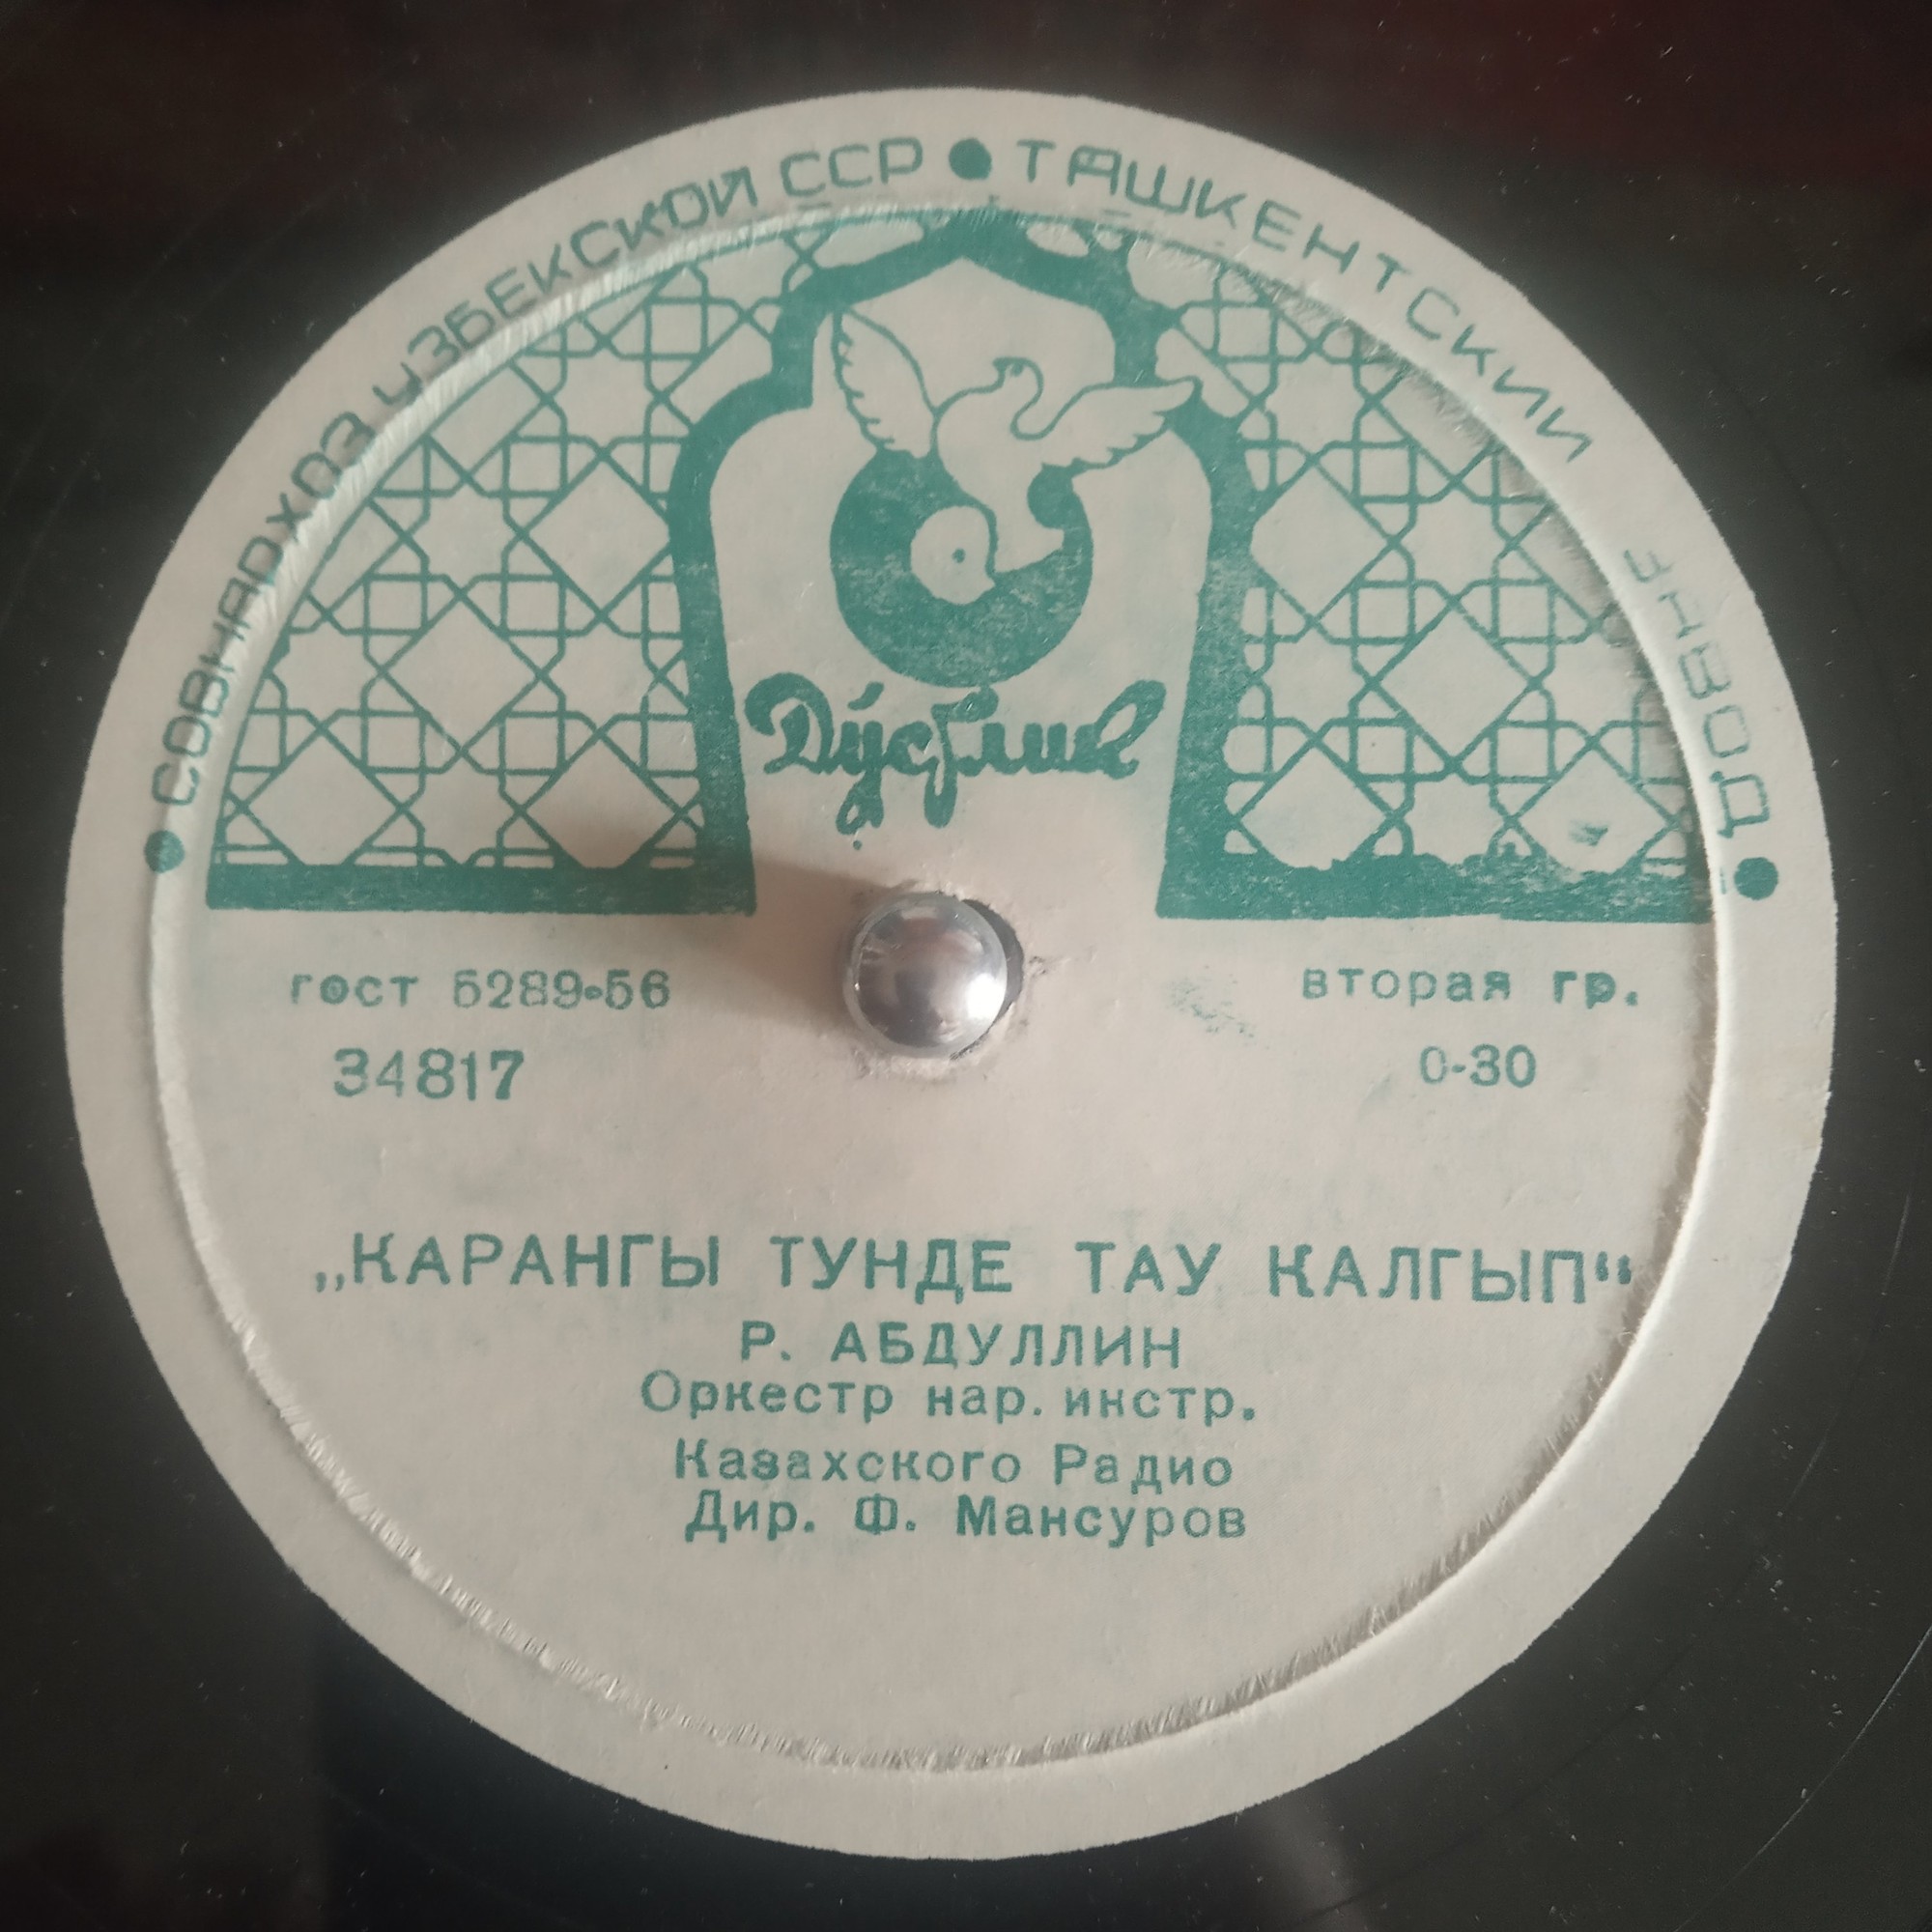 СОВНАРХОЗ УЗБЕКСКОЙ ССР ● ТАШКЕНТСКИЙ ЗАВОД
Дўстлик
гост 5289-56
вторая гр.
34817
0-30
„КАРАНГЫ ТУНДЕ ТАУ КАЛГЫП“
Р. АБДУЛЛИН
Оркестр нар. инстр.
Казахского Радио
Дир. Ф. Мансуров